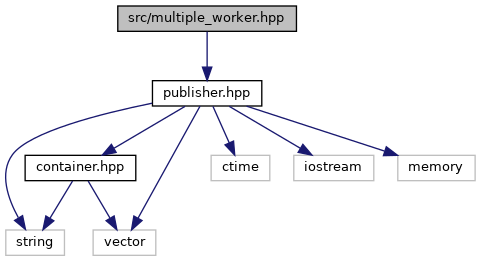 src/multiple_worker.hpp
publisher.hpp
container.hpp
ctime
iostream
memory
string
vector